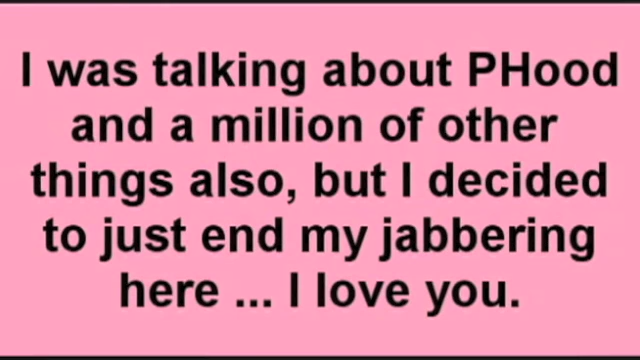 I was talking about PHood
and a million of other
things also, but I decided
to just end my jabbering
here ... I love you.